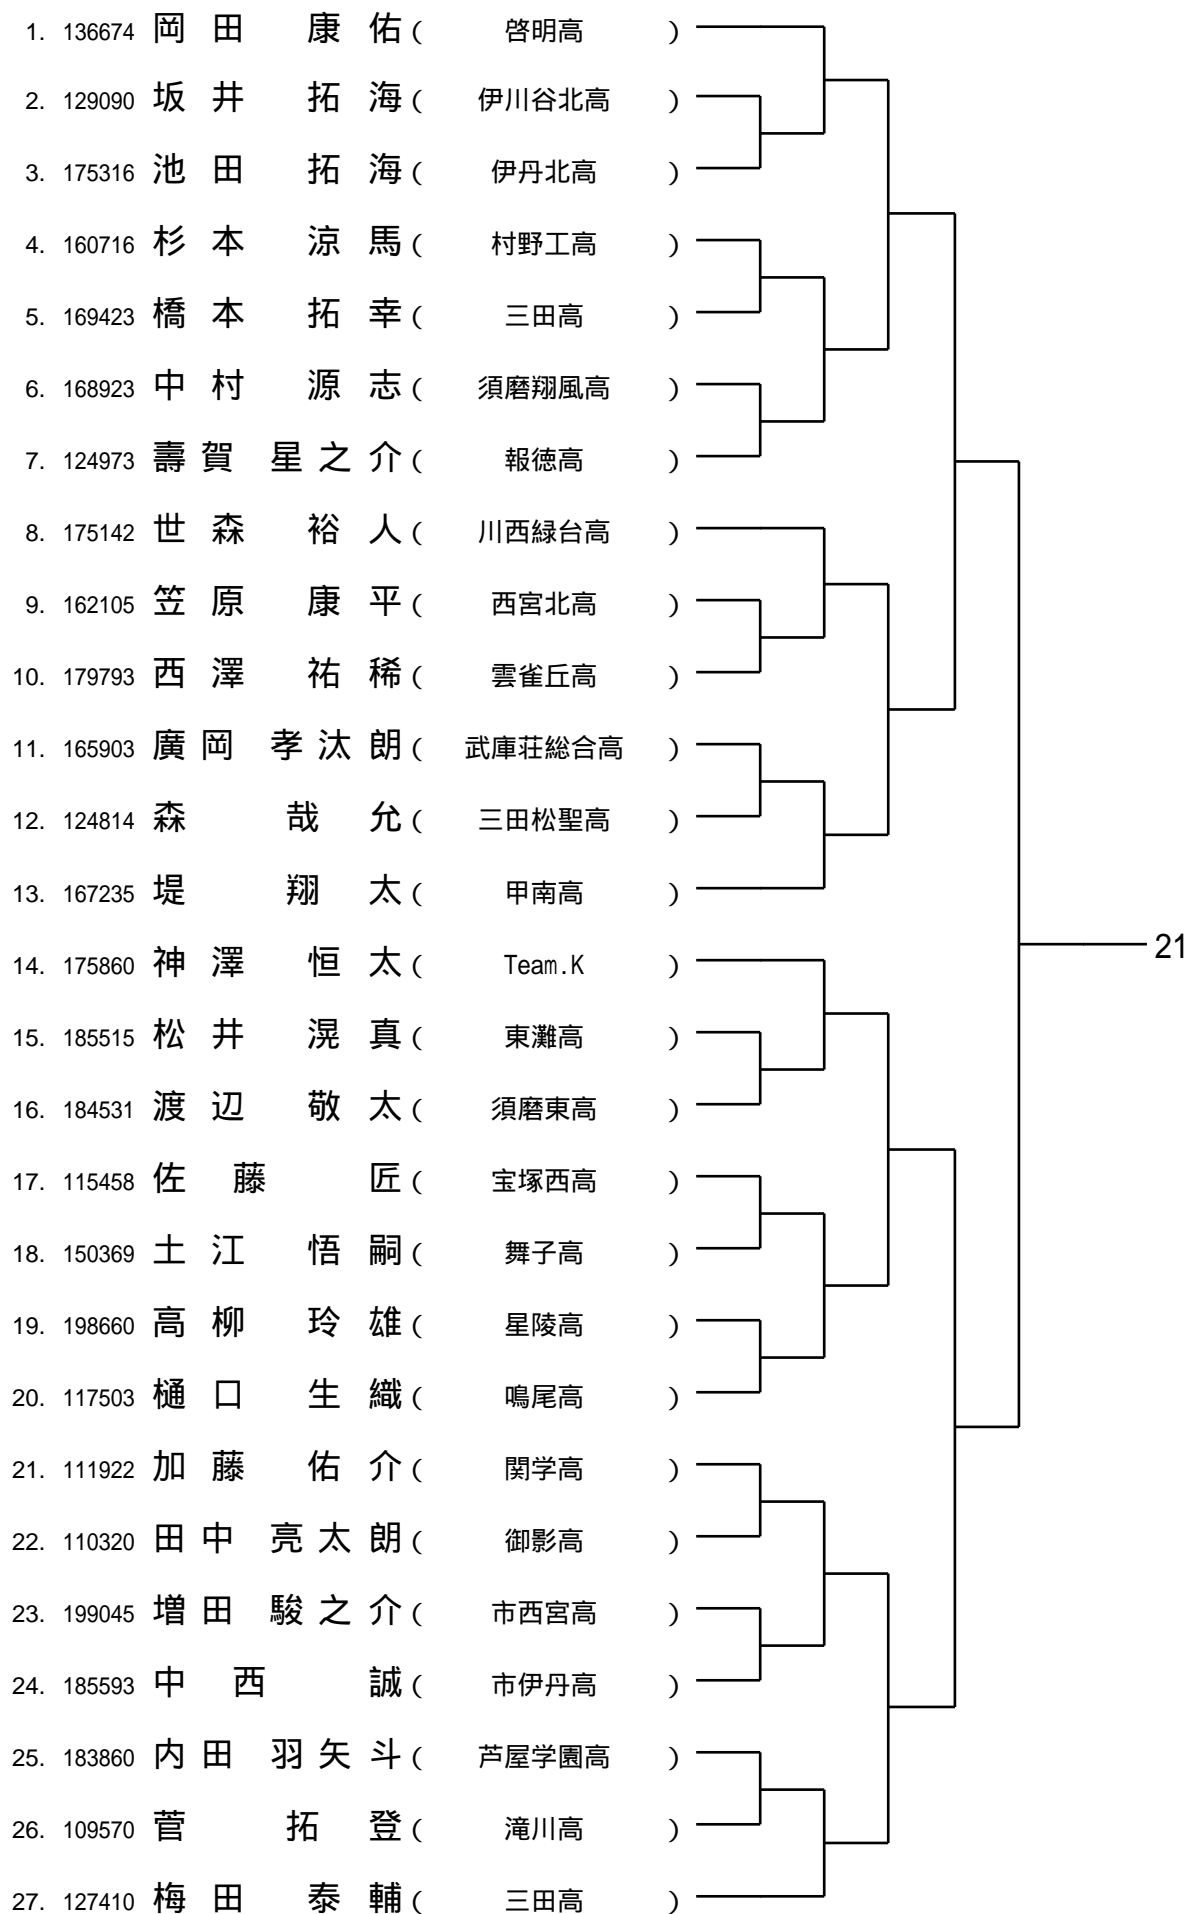 1. 136674 岡田 康佑 ( 啓明高 )
2. 129090 坂井 拓海 ( 伊川谷北高 )
3. 175316 池田 拓海 ( 伊丹北高 )
4. 160716 杉本 涼馬 ( 村野工高 )
5. 169423 橋本 拓幸 ( 三田高 )
6. 168923 中村 源志 ( 須磨翔風高 )
7. 124973 壽賀 星之介 ( 報徳高 )
8. 175142 世森 裕人 ( 川西緑台高 )
9. 162105 笠原 康平 ( 西宮北高 )
10. 179793 西澤 祐稀 ( 雲雀丘高 )
11. 165903 廣岡 孝汰朗 ( 武庫荘総合高 )
12. 124814 森 哉允 ( 三田松聖高 )
13. 167235 堤 翔太 ( 甲南高 )
21
14. 175860 神澤 恒太 ( Team.K )
15. 185515 松井 滉真 ( 東灘高 )
16. 184531 渡辺 敬太 ( 須磨東高 )
17. 115458 佐藤 匠 ( 宝塚西高 )
18. 150369 土江 悟嗣 ( 舞子高 )
19. 198660 高柳 玲雄 ( 星陵高 )
20. 117503 樋口 生織 ( 鳴尾高 )
21. 111922 加藤 佑介 ( 関学高 )
22. 110320 田中 亮太朗 ( 御影高 )
23. 199045 増田 駿之介 ( 市西宮高 )
24. 185593 中西 誠 ( 市伊丹高 )
25. 183860 内田 羽矢斗 ( 芦屋学園高 )
26. 109570 菅 拓登 ( 滝川高 )
27. 127410 梅田 泰輔 ( 三田高 )